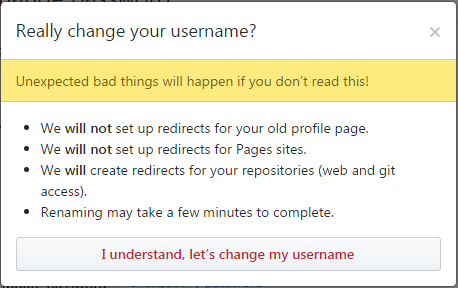 Really change your username?
×
Unexpected bad things will happen if you don't read this!
• We will not set up redirects for your old profile page.
• We will not set up redirects for Pages sites.
• We will create redirects for your repositories (web and git
access).
• Renaming may take a few minutes to complete.
I understand, let's change my username